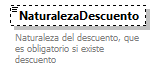 NaturalezaDescuento
Naturaleza del descuento, que
es obligatorio si existe
descuento